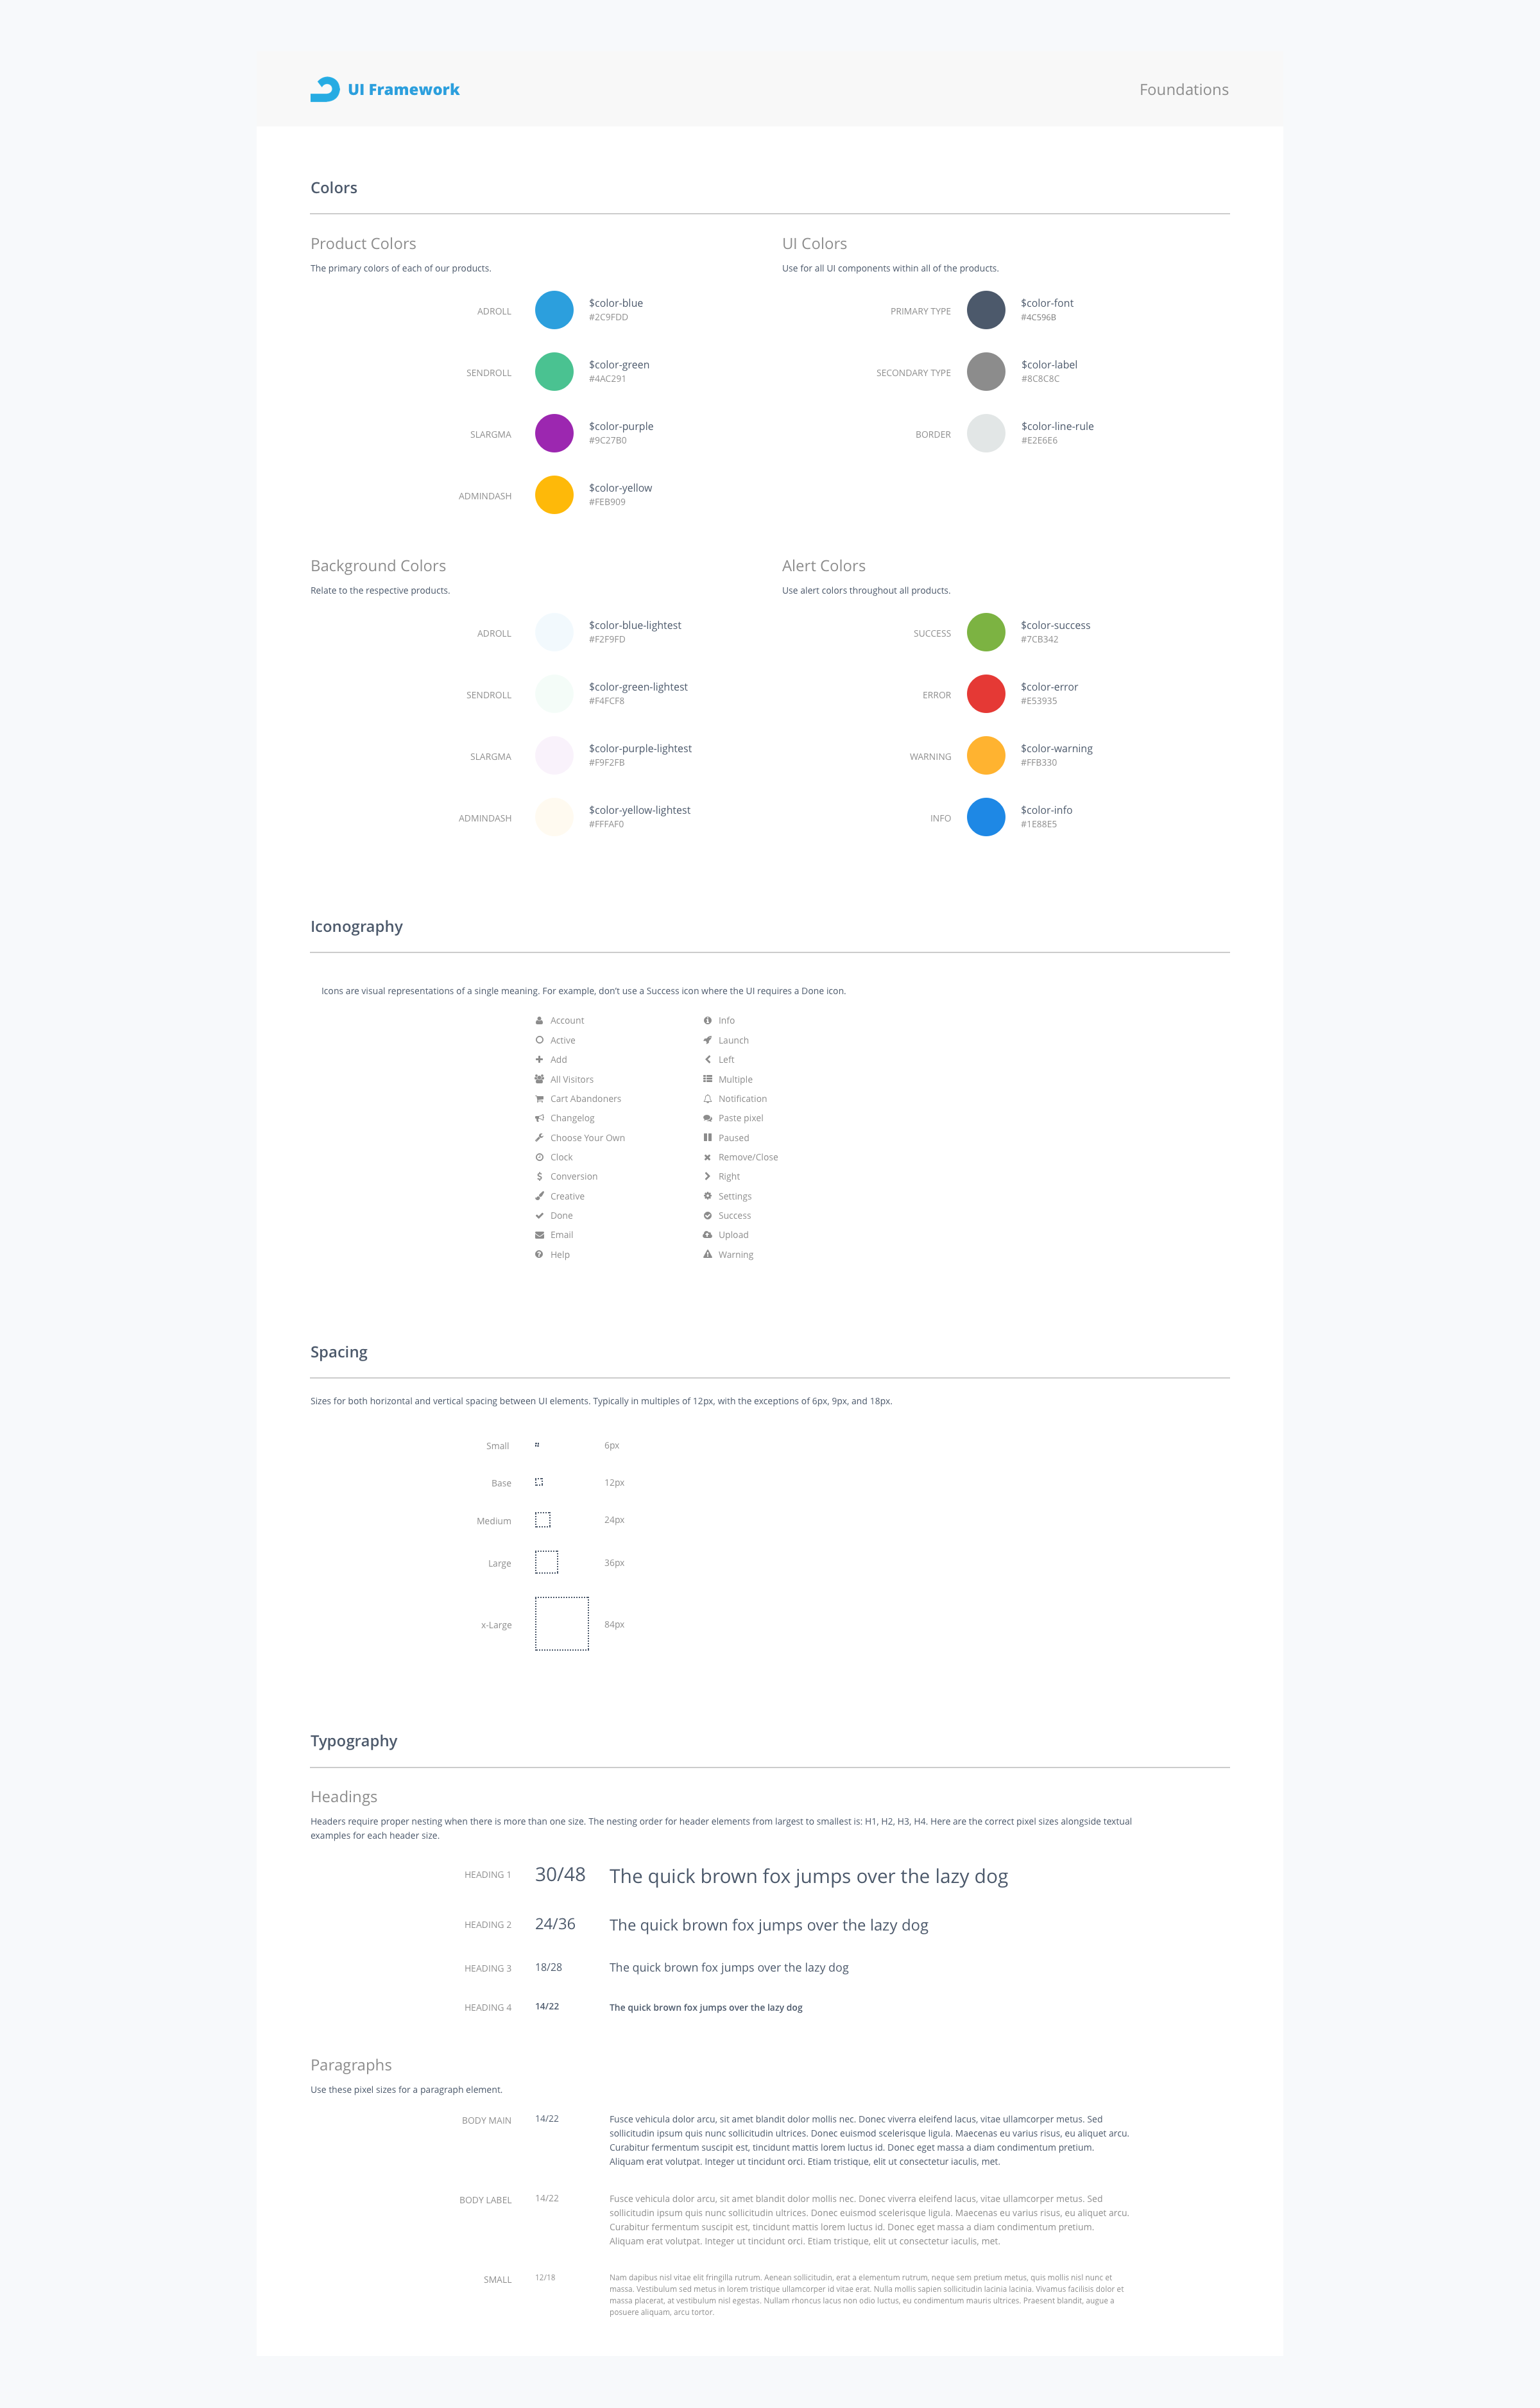 UI Framework
Foundations
Colors
Product Colors
The primary colors of each of our products.
ADROLL
$color-blue
#2C9FDD
SENDROLL
$color-green
#4AC291
SLARGMA
$color-purple
#9C27B0
ADMINDASH
$color-yellow
#FEB909
UI Colors
Use for all UI components within all of the products.
PRIMARY TYPE
$color-font
#4C596B
SECONDARY TYPE
$color-label
#8C8C8C
BORDER
$color-line-rule
#E2E6E6
Background Colors
Relate to the respective products.
ADROLL
$color-blue-lightest
#F2F9FD
SENDROLL
$color-green-lightest
#F4FCF8
SLARGMA
$color-purple-lightest
#F9F2FB
ADMINDASH
$color-yellow-lightest
#FFFAF0
Alert Colors
Use alert colors throughout all products.
SUCCESS
$color-success
#7CB342
ERROR
$color-error
#E53935
WARNING
$color-warning
#FFB330
INFO
$color-info
#1E88E5
Iconography
Icons are visual representations of a single meaning. For example, don't use a Success icon where the UI requires a Done icon.
Account
Active
Add
All Visitors
Cart Abandoners
Changelog
Choose Your Own
Clock
Conversion
Creative
Done
Email
Help
Info
Launch
Left
Multiple
Notification
Paste pixel
Paused
Remove/Close
Right
Settings
Success
Upload
Warning
Spacing
Sizes for both horizontal and vertical spacing between UI elements. Typically in multiples of 12px, with the exceptions of 6px, 9px, and 18px.
Small 6px
Base 12px
Medium 24px
Large 36px
x-Large 84px
Typography
Headings
Headers require proper nesting when there is more than one size. The nesting order for header elements from largest to smallest is: H1, H2, H3, H4. Here are the correct pixel sizes alongside textual
examples for each header size.
HEADING 1 30/48 The quick brown fox jumps over the lazy dog
HEADING 2 24/36 The quick brown fox jumps over the lazy dog
HEADING 3 18/28 The quick brown fox jumps over the lazy dog
HEADING 4 14/22 The quick brown fox jumps over the lazy dog
Paragraphs
Use these pixel sizes for a paragraph element.
BODY MAIN 14/22 Fusce vehicula dolor arcu, sit amet blandit dolor mollis nec. Donec viverra eleifend lacus, vitae ullamcorper metus. Sed
sollicitudin ipsum quis nunc sollicitudin ultrices. Donec euismod scelerisque ligula. Maecenas eu varius risus, eu aliquet arcu.
Curabitur fermentum suscipit est, tincidunt mattis lorem luctus id. Donec eget massa a diam condimentum pretium.
Aliquam erat volutpat. Integer ut tincidunt orci. Etiam tristique, elit ut consectetur iaculis, met.
BODY LABEL 14/22 Fusce vehicula dolor arcu, sit amet blandit dolor mollis nec. Donec viverra eleifend lacus, vitae ullamcorper metus. Sed
sollicitudin ipsum quis nunc sollicitudin ultrices. Donec euismod scelerisque ligula. Maecenas eu varius risus, eu aliquet arcu.
Curabitur fermentum suscipit est, tincidunt mattis lorem luctus id. Donec eget massa a diam condimentum pretium.
Aliquam erat volutpat. Integer ut tincidunt orci. Etiam tristique, elit ut consectetur iaculis, met.
SMALL 12/18 Nam dapibus nisl vitae elit fringilla rutrum. Aenean sollicitudin, erat a elementum rutrum, neque sem pretium metus, quis mollis nisl nunc et
massa. Vestibulum sed metus in lorem tristique ullamcorper id vitae erat. Nulla mollis sapien sollicitudin lacinia lacinia. Vivamus facilisis dolor et
massa placerat, at vestibulum nisl egestas. Nullam rhoncus lacus non odio luctus, eu condimentum mauris ultrices. Praesent blandit, augue a
posuere aliquam, arcu tortor.